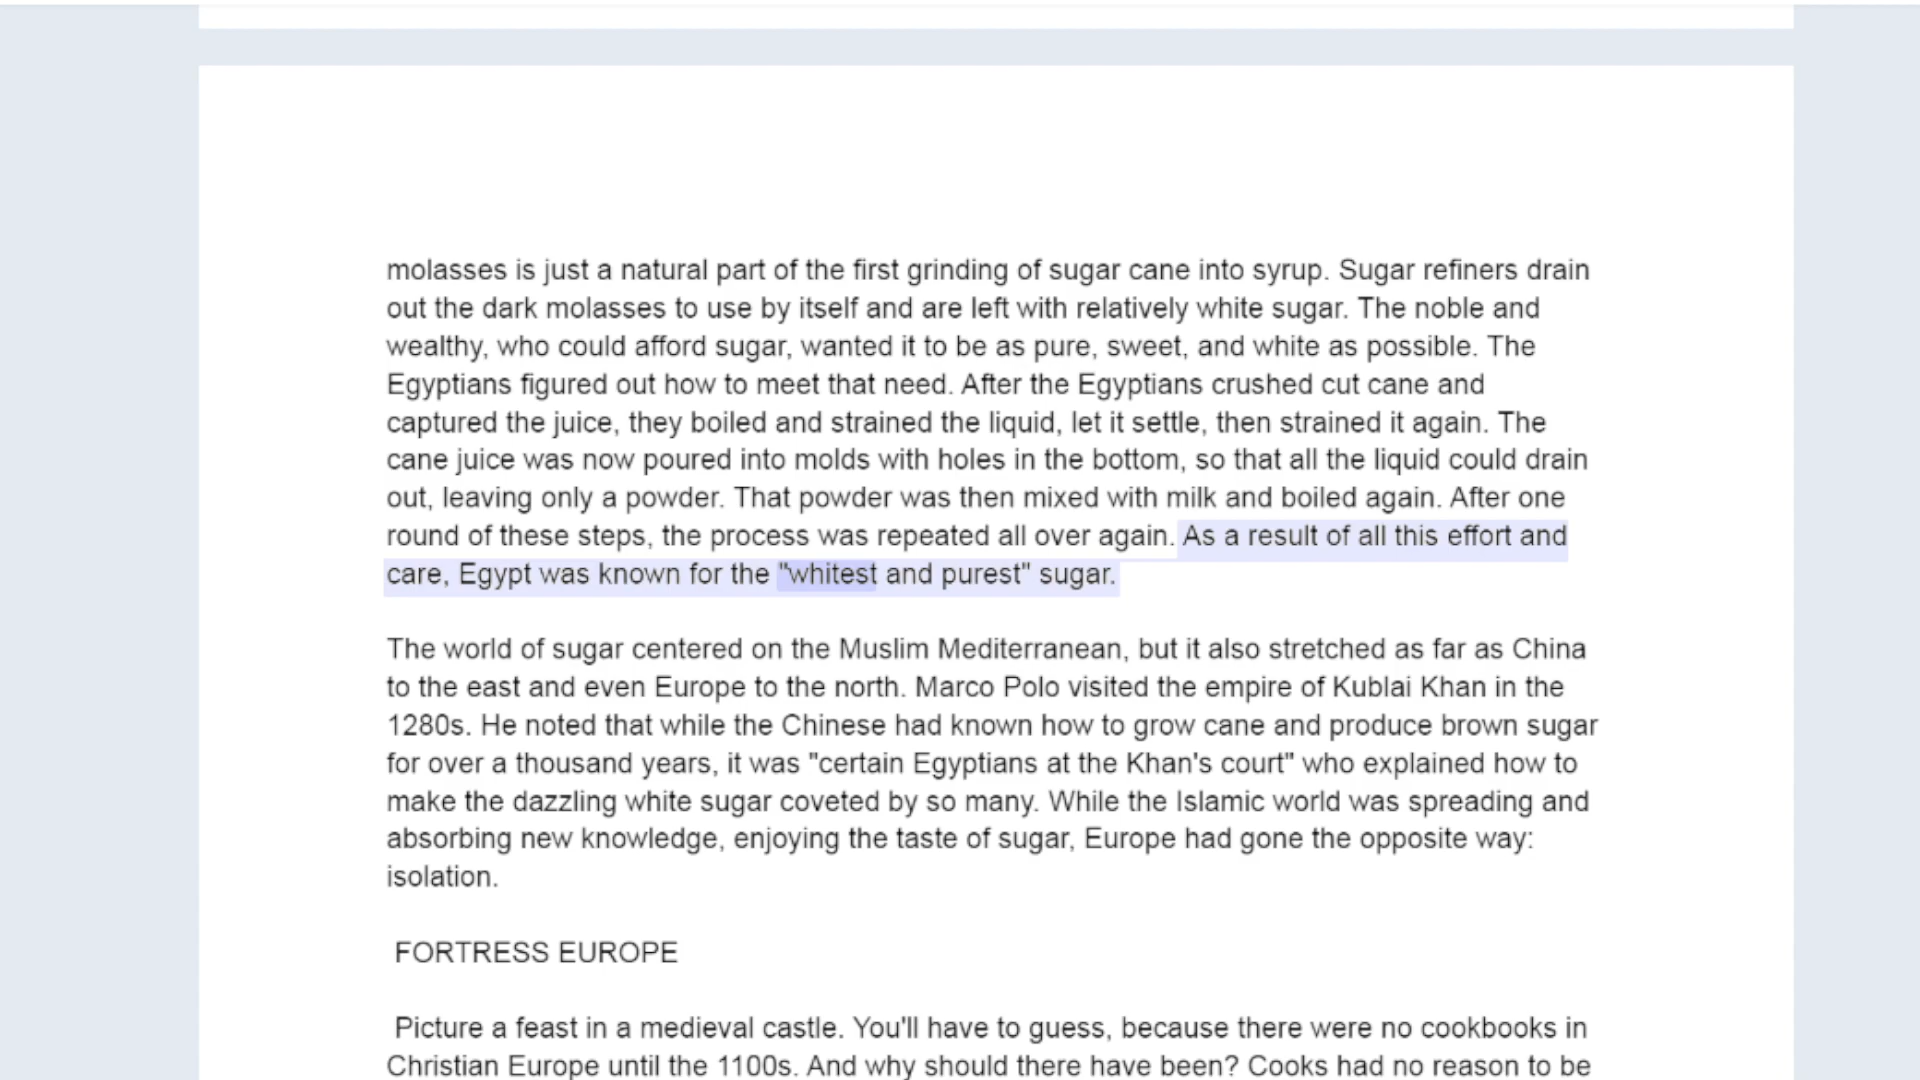 molasses is just a natural part of the first grinding of sugar cane into syrup. Sugar refiners drain
out the dark molasses to use by itself and are left with relatively white sugar. The noble and
wealthy, who could afford sugar, wanted it to be as pure, sweet, and white as possible. The
Egyptians figured out how to meet that need. After the Egyptians crushed cut cane and
captured the juice, they boiled and strained the liquid, let it settle, then strained it again. The
cane juice was now poured into molds with holes in the bottom, so that all the liquid could drain
out, leaving only a powder. That powder was then mixed with milk and boiled again. After one
round of these steps, the process was repeated all over again. As a result of all this effort and
care, Egypt was known for the "whitest and purest" sugar.
The world of sugar centered on the Muslim Mediterranean, but it also stretched as far as China
to the east and even Europe to the north. Marco Polo visited the empire of Kublai Khan in the
1280s. He noted that while the Chinese had known how to grow cane and produce brown sugar
for over a thousand years, it was "certain Egyptians at the Khan's court" who explained how to
make the dazzling white sugar coveted by so many. While the Islamic world was spreading and
absorbing new knowledge, enjoying the taste of sugar, Europe had gone the opposite way:
isolation.
FORTRESS EUROPE
Picture a feast in a medieval castle. You'll have to guess, because there were no cookbooks in
Christian Europe until the 1100s. And why should there have been? Cooks had no reason to be